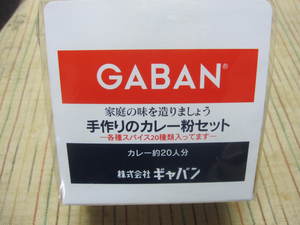 GABAN®
家庭の味を造りましょう
手作りのカレー粉セット
―各種スパイス20種類入ってます―
カレー約20人分
株式会社 ギャバン